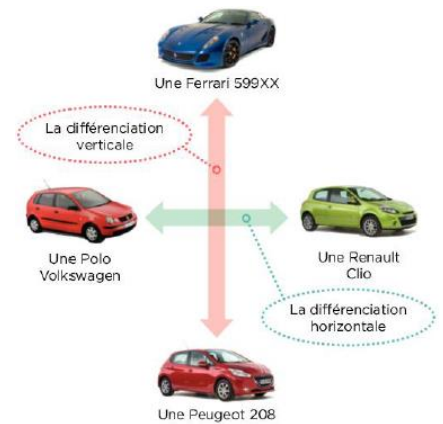 Une Ferrari 599XX
La différenciation
verticale
Une Polo
Volkswagen
Une Renault
Clio
La différenciation
horizontale
Une Peugeot 208